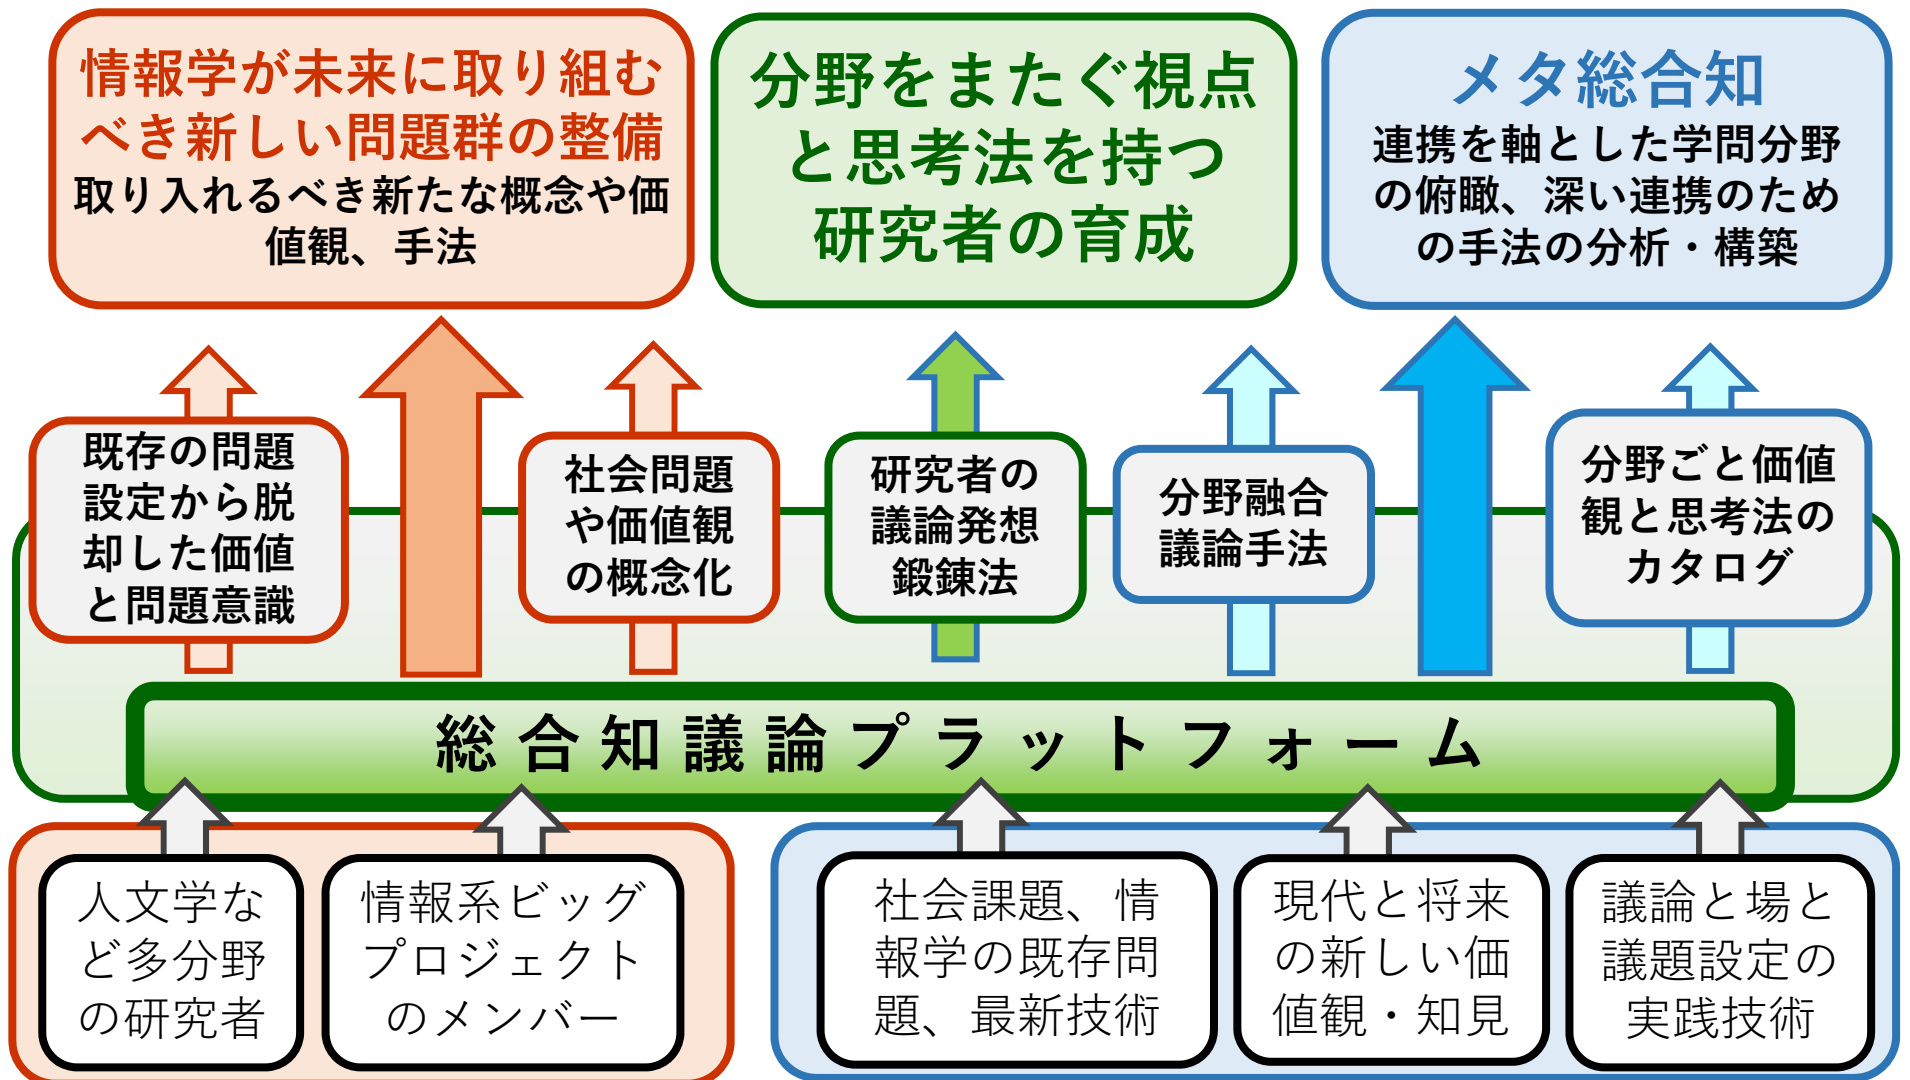 情報学が未来に取り組む
べき新しい問題群の整備
取り入れるべき新たな概念や価
値観、手法
分野をまたぐ視点
と思考法を持つ
研究者の育成
メタ総合知
連携を軸とした学問分野
の俯瞰、深い連携のため
の手法の分析・構築
既存の問題
設定から脱
却した価値
と問題意識
社会問題
や価値観
の概念化
研究者の
議論発想
鍛錬法
分野融合
議論手法
分野ごと価値
観と思考法の
カタログ
総合知議論プラットフォーム
人文学な
ど多分野
の研究者
情報系ビッグ
プロジェクト
のメンバー
社会課題、情
報学の既存問
題、最新技術
現代と将来
の新しい価
値観・知見
議論と場と
議題設定の
実践技術